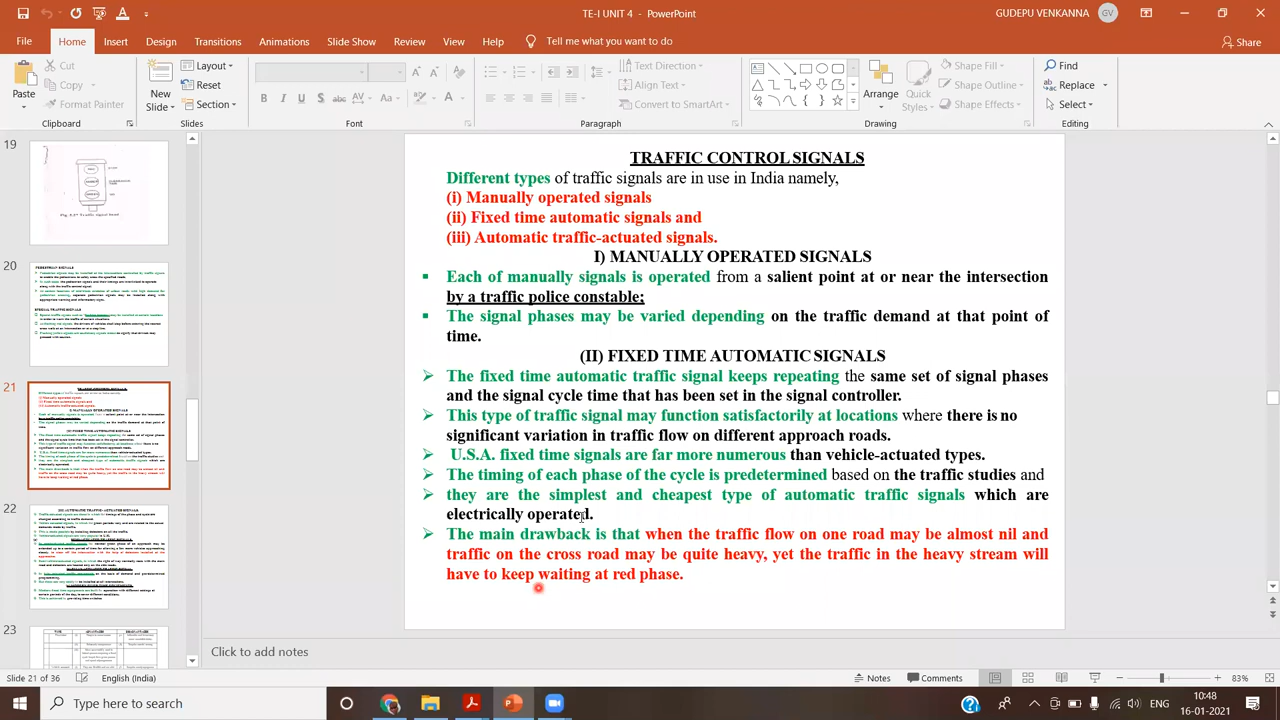 TE-I UNIT - 4 - PowerPoint
GUDEPU VENKANNA
GV
File Home Insert Design Transitions Animations Slide Show Review View Help Tell me what you want to do
Share
Paste
Cut
Copy
Format Painter
Clipboard
New Slide
Layout
Reset
Section
Slides
Font
Text Direction
Align Text
Convert to SmartArt
Paragraph
Arrange
Quick Styles
Shape Fill
Shape Outline
Shape Effects
Drawing
Find
Replace
Select
Editing
19
20
21
22
23
TRAFFIC CONTROL SIGNALS
Different types of traffic signals are in use in India namely,
(i) Manually operated signals
(ii) Fixed time automatic signals and
(iii) Automatic traffic-actuated signals.
I) MANUALLY OPERATED SIGNALS
▪ Each of manually signals is operated from one point at or near the intersection
by a traffic police constable;
▪ The signal phases may be varied depending on the traffic demand at that point of
time.
(II) FIXED TIME AUTOMATIC SIGNALS
➢ The fixed time automatic traffic signal keeps repeating the same set of signal phases
and the signal cycle time that has been set in the signal controller.
➢ This type of traffic signal may function satisfactorily at locations where there is no
significant variation in traffic flow on different approach roads.
➢ U.S.A. fixed time signals are far more numerous then vehicle-actuated types.
➢ The timing of each phase of the cycle is predetermined based on the traffic studies and
➢ they are the simplest and cheapest type of automatic traffic signals which are
electrically operated.
➢ The main drawback is that when the traffic flow on one road may be almost nil and
traffic on the cross road may be quite heavy, yet the traffic in the heavy stream will
have to keep waiting at red phase.
Click to add notes
Slide 21 of 36
English (India)
Notes
Comments
83%
Type here to search
10:48
16-01-2021